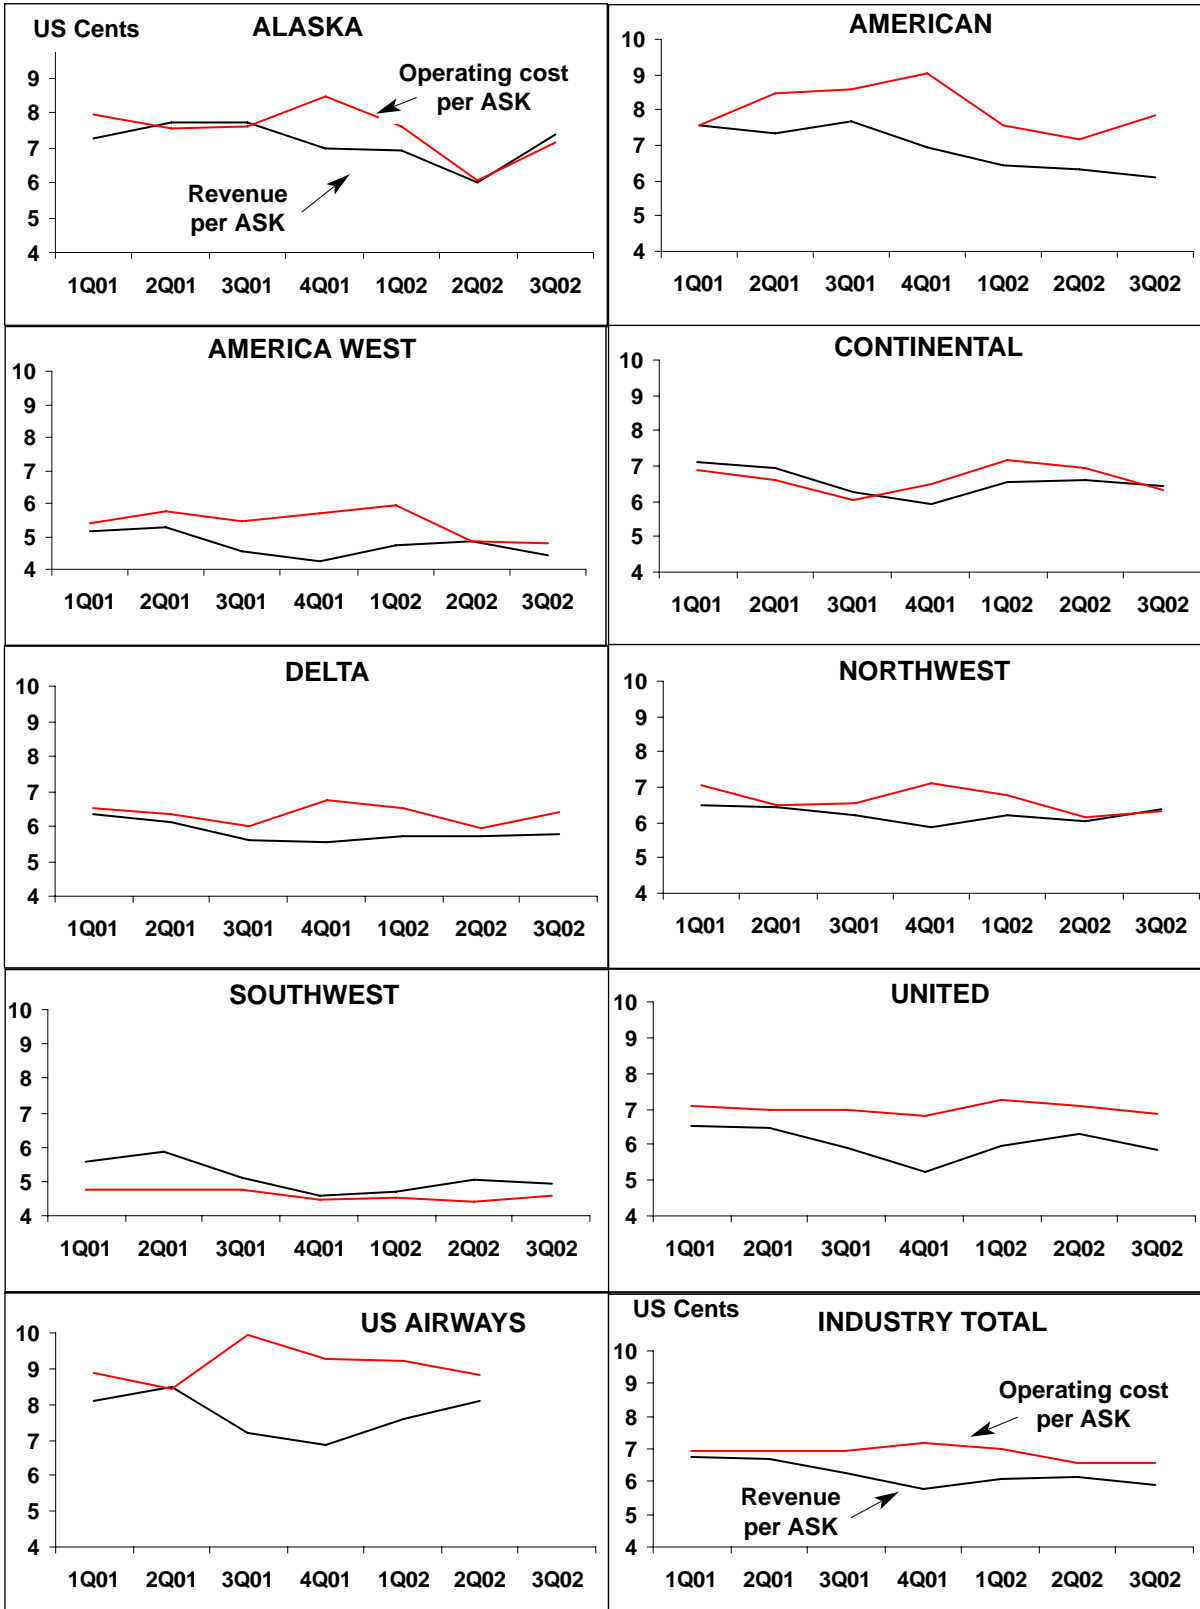 US Cents
ALASKA
9
8
7
6
5
4
Operating cost
per ASK
Revenue
per ASK
1Q01 2Q01 3Q01 4Q01 1Q02 2Q02 3Q02
AMERICAN
10
9
8
7
6
5
4
1Q01 2Q01 3Q01 4Q01 1Q02 2Q02 3Q02
AMERICA WEST
10
9
8
7
6
5
4
1Q01 2Q01 3Q01 4Q01 1Q02 2Q02 3Q02
CONTINENTAL
10
9
8
7
6
5
4
1Q01 2Q01 3Q01 4Q01 1Q02 2Q02 3Q02
DELTA
10
9
8
7
6
5
4
1Q01 2Q01 3Q01 4Q01 1Q02 2Q02 3Q02
NORTHWEST
10
9
8
7
6
5
4
1Q01 2Q01 3Q01 4Q01 1Q02 2Q02 3Q02
SOUTHWEST
10
9
8
7
6
5
4
1Q01 2Q01 3Q01 4Q01 1Q02 2Q02 3Q02
UNITED
10
9
8
7
6
5
4
1Q01 2Q01 3Q01 4Q01 1Q02 2Q02 3Q02
US AIRWAYS
10
9
8
7
6
5
4
1Q01 2Q01 3Q01 4Q01 1Q02 2Q02 3Q02
US Cents
INDUSTRY TOTAL
10
9
8
7
6
5
4
Operating cost
per ASK
Revenue
per ASK
1Q01 2Q01 3Q01 4Q01 1Q02 2Q02 3Q02